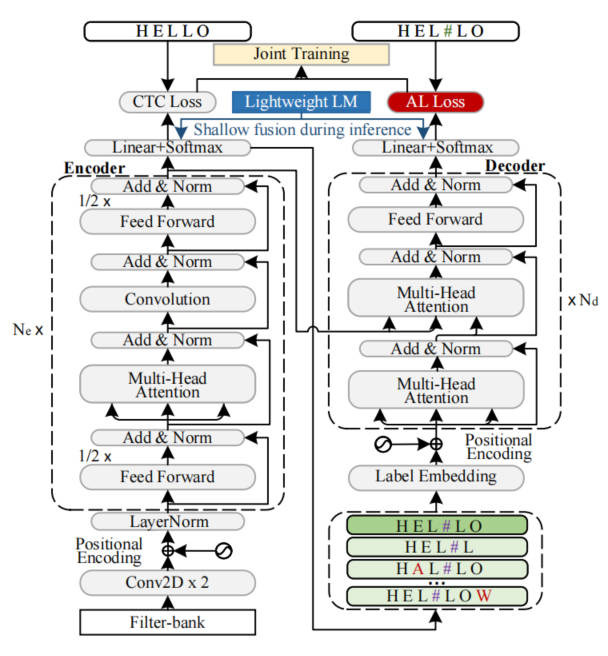 HELLO
HEL#LO
Joint Training
CTC Loss
Lightweight LM
AL Loss
Shallow fusion during inference
Linear+Softmax
Linear+Softmax
Encoder
Decoder
Add & Norm
1/2 x
Feed Forward
Add & Norm
Convolution
Add & Norm
Multi-Head
Attention
Add & Norm
1/2 x
Feed Forward
Ne x
LayerNorm
Positional
Encoding
Conv2D x 2
Filter-bank
Add & Norm
Feed Forward
Add & Norm
Multi-Head
Attention
Add & Norm
Multi-Head
Attention
x Nd
Positional
Encoding
Label Embedding
HEL#LO
HEL#L
HAL#LO
...
HEL#LOW